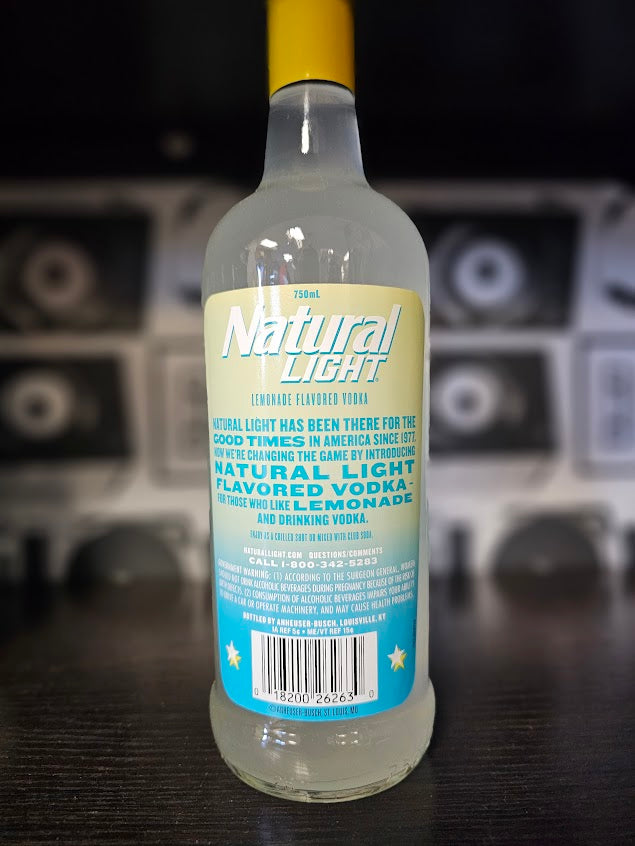 750mL
Natural
LIGHT
LEMONADE FLAVORED VODKA
NATURAL LIGHT HAS BEEN THERE FOR THE
GOOD TIMES IN AMERICA SINCE 1977.
NOW WE'RE CHANGING THE GAME BY INTRODUCING
NATURAL LIGHT
FLAVORED VODKA -
FOR THOSE WHO LIKE LEMONADE
AND DRINKING VODKA.
ENJOY AS A CHILLED SHOT OR MIXED WITH CLUB SODA.
NATURALLIGHT.COM QUESTIONS/COMMENTS
CALL 1-800-342-5283
GOVERNMENT WARNING: (1) ACCORDING TO THE SURGEON GENERAL, WOMEN
SHOULD NOT DRINK ALCOHOLIC BEVERAGES DURING PREGNANCY BECAUSE OF THE RISK OF
BIRTH DEFECTS. (2) CONSUMPTION OF ALCOHOLIC BEVERAGES IMPAIRS YOUR ABILITY
TO DRIVE A CAR OR OPERATE MACHINERY, AND MAY CAUSE HEALTH PROBLEMS.
BOTTLED BY ANHEUSER-BUSCH, LOUISVILLE, KY
IA REF 5¢ • ME/VT REF 15¢
0 18200 26263 0
© ANHEUSER-BUSCH, ST. LOUIS, MO